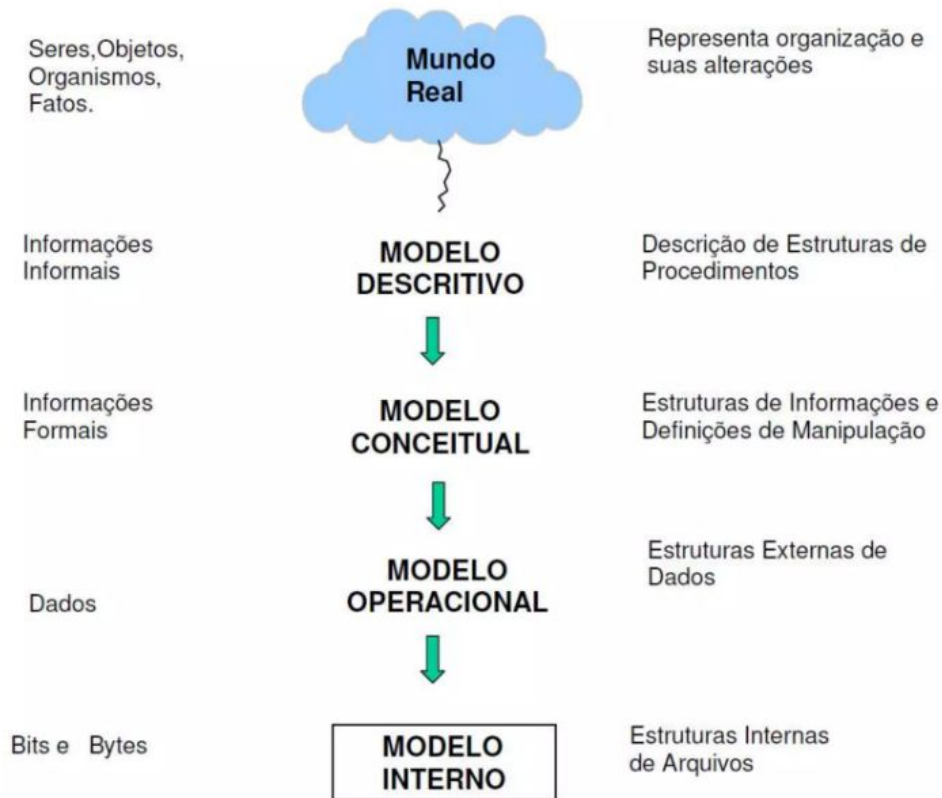 Seres,Objetos,
Organismos,
Fatos.
Mundo
Real
Representa organização e
suas alterações
Informações
Informais
MODELO
DESCRITIVO
Descrição de Estruturas de
Procedimentos
Informações
Formais
MODELO
CONCEITUAL
Estruturas de Informações e
Definições de Manipulação
Dados
MODELO
OPERACIONAL
Estruturas Externas de
Dados
Bits e Bytes
MODELO
INTERNO
Estruturas Internas
de Arquivos